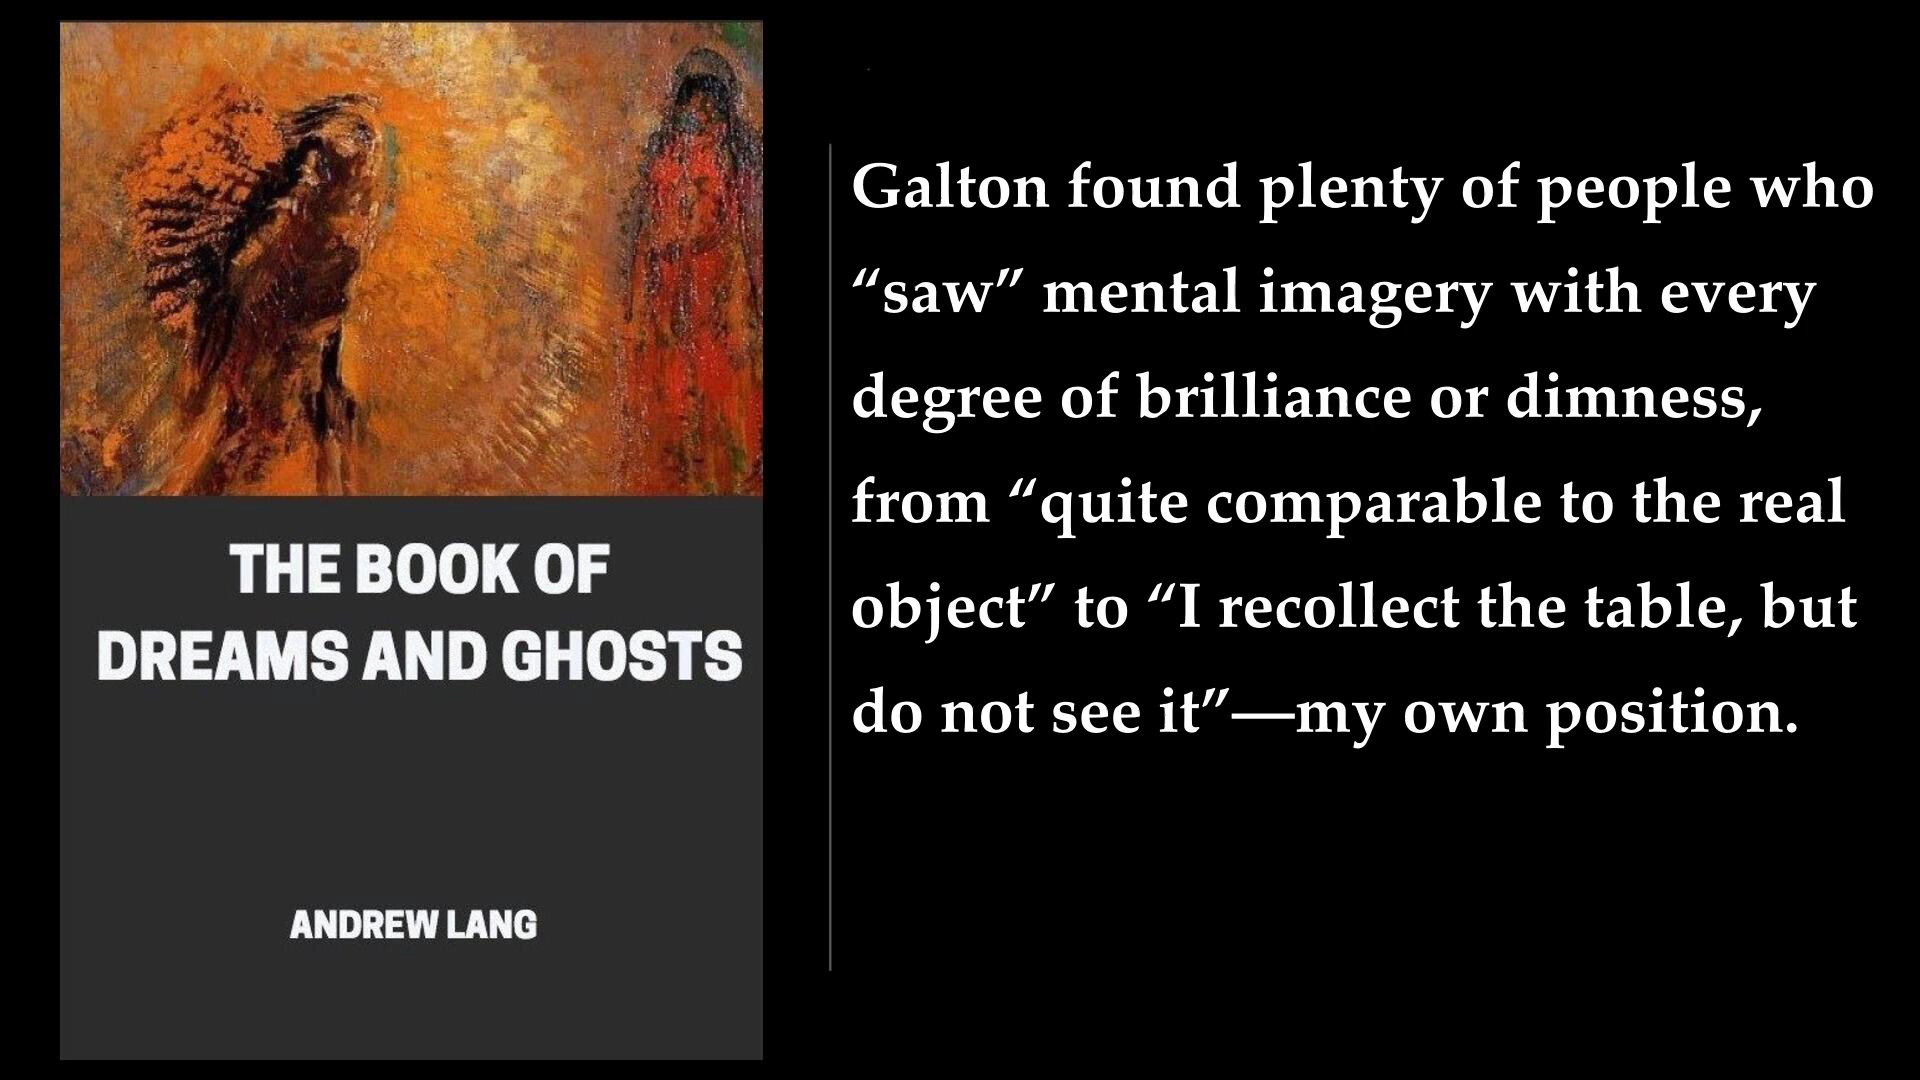 THE BOOK OF
DREAMS AND GHOSTS
ANDREW LANG
Galton found plenty of people who
“saw” mental imagery with every
degree of brilliance or dimness,
from “quite comparable to the real
object” to “I recollect the table, but
do not see it”—my own position.